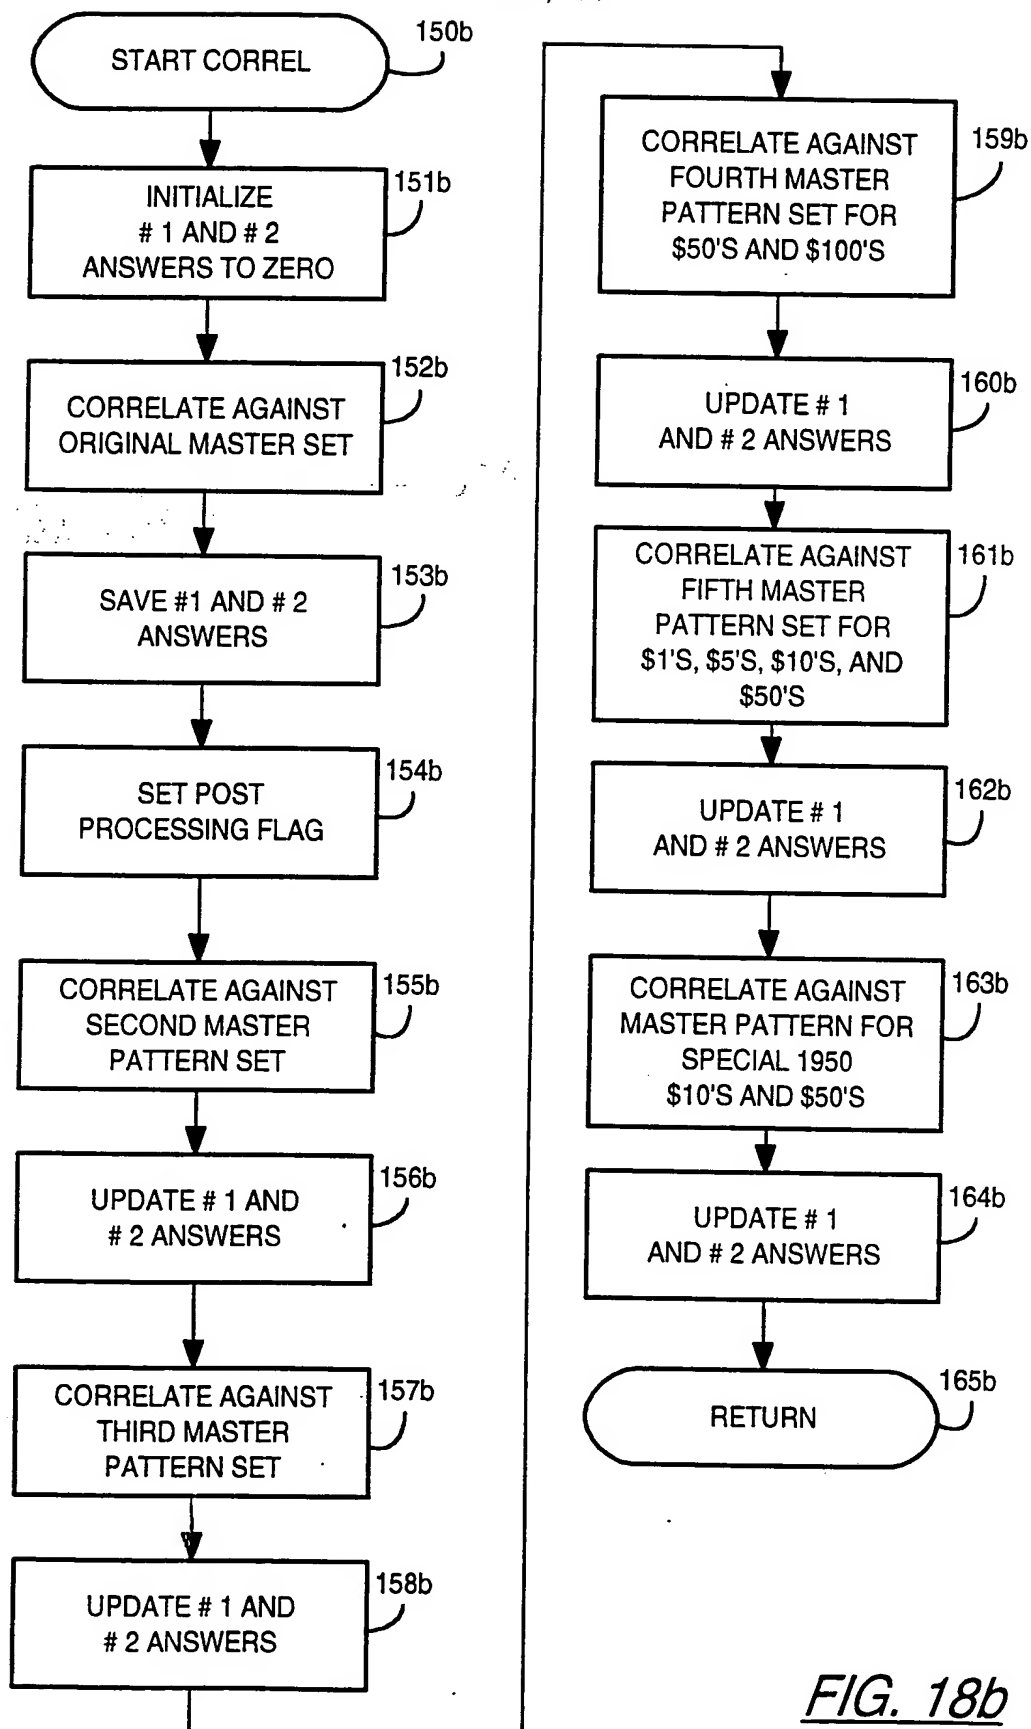 START CORREL
150b
INITIALIZE
# 1 AND # 2
ANSWERS TO ZERO
151b
CORRELATE AGAINST
ORIGINAL MASTER SET
152b
SAVE #1 AND # 2
ANSWERS
153b
SET POST
PROCESSING FLAG
154b
CORRELATE AGAINST
SECOND MASTER
PATTERN SET
155b
UPDATE # 1 AND
# 2 ANSWERS
156b
CORRELATE AGAINST
THIRD MASTER
PATTERN SET
157b
UPDATE # 1 AND
# 2 ANSWERS
158b
CORRELATE AGAINST
FOURTH MASTER
PATTERN SET FOR
$50'S AND $100'S
159b
UPDATE # 1
AND # 2 ANSWERS
160b
CORRELATE AGAINST
FIFTH MASTER
PATTERN SET FOR
$1'S, $5'S, $10'S, AND
$50'S
161b
UPDATE # 1
AND # 2 ANSWERS
162b
CORRELATE AGAINST
MASTER PATTERN FOR
SPECIAL 1950
$10'S AND $50'S
163b
UPDATE # 1
AND # 2 ANSWERS
164b
RETURN
165b
FIG. 18b